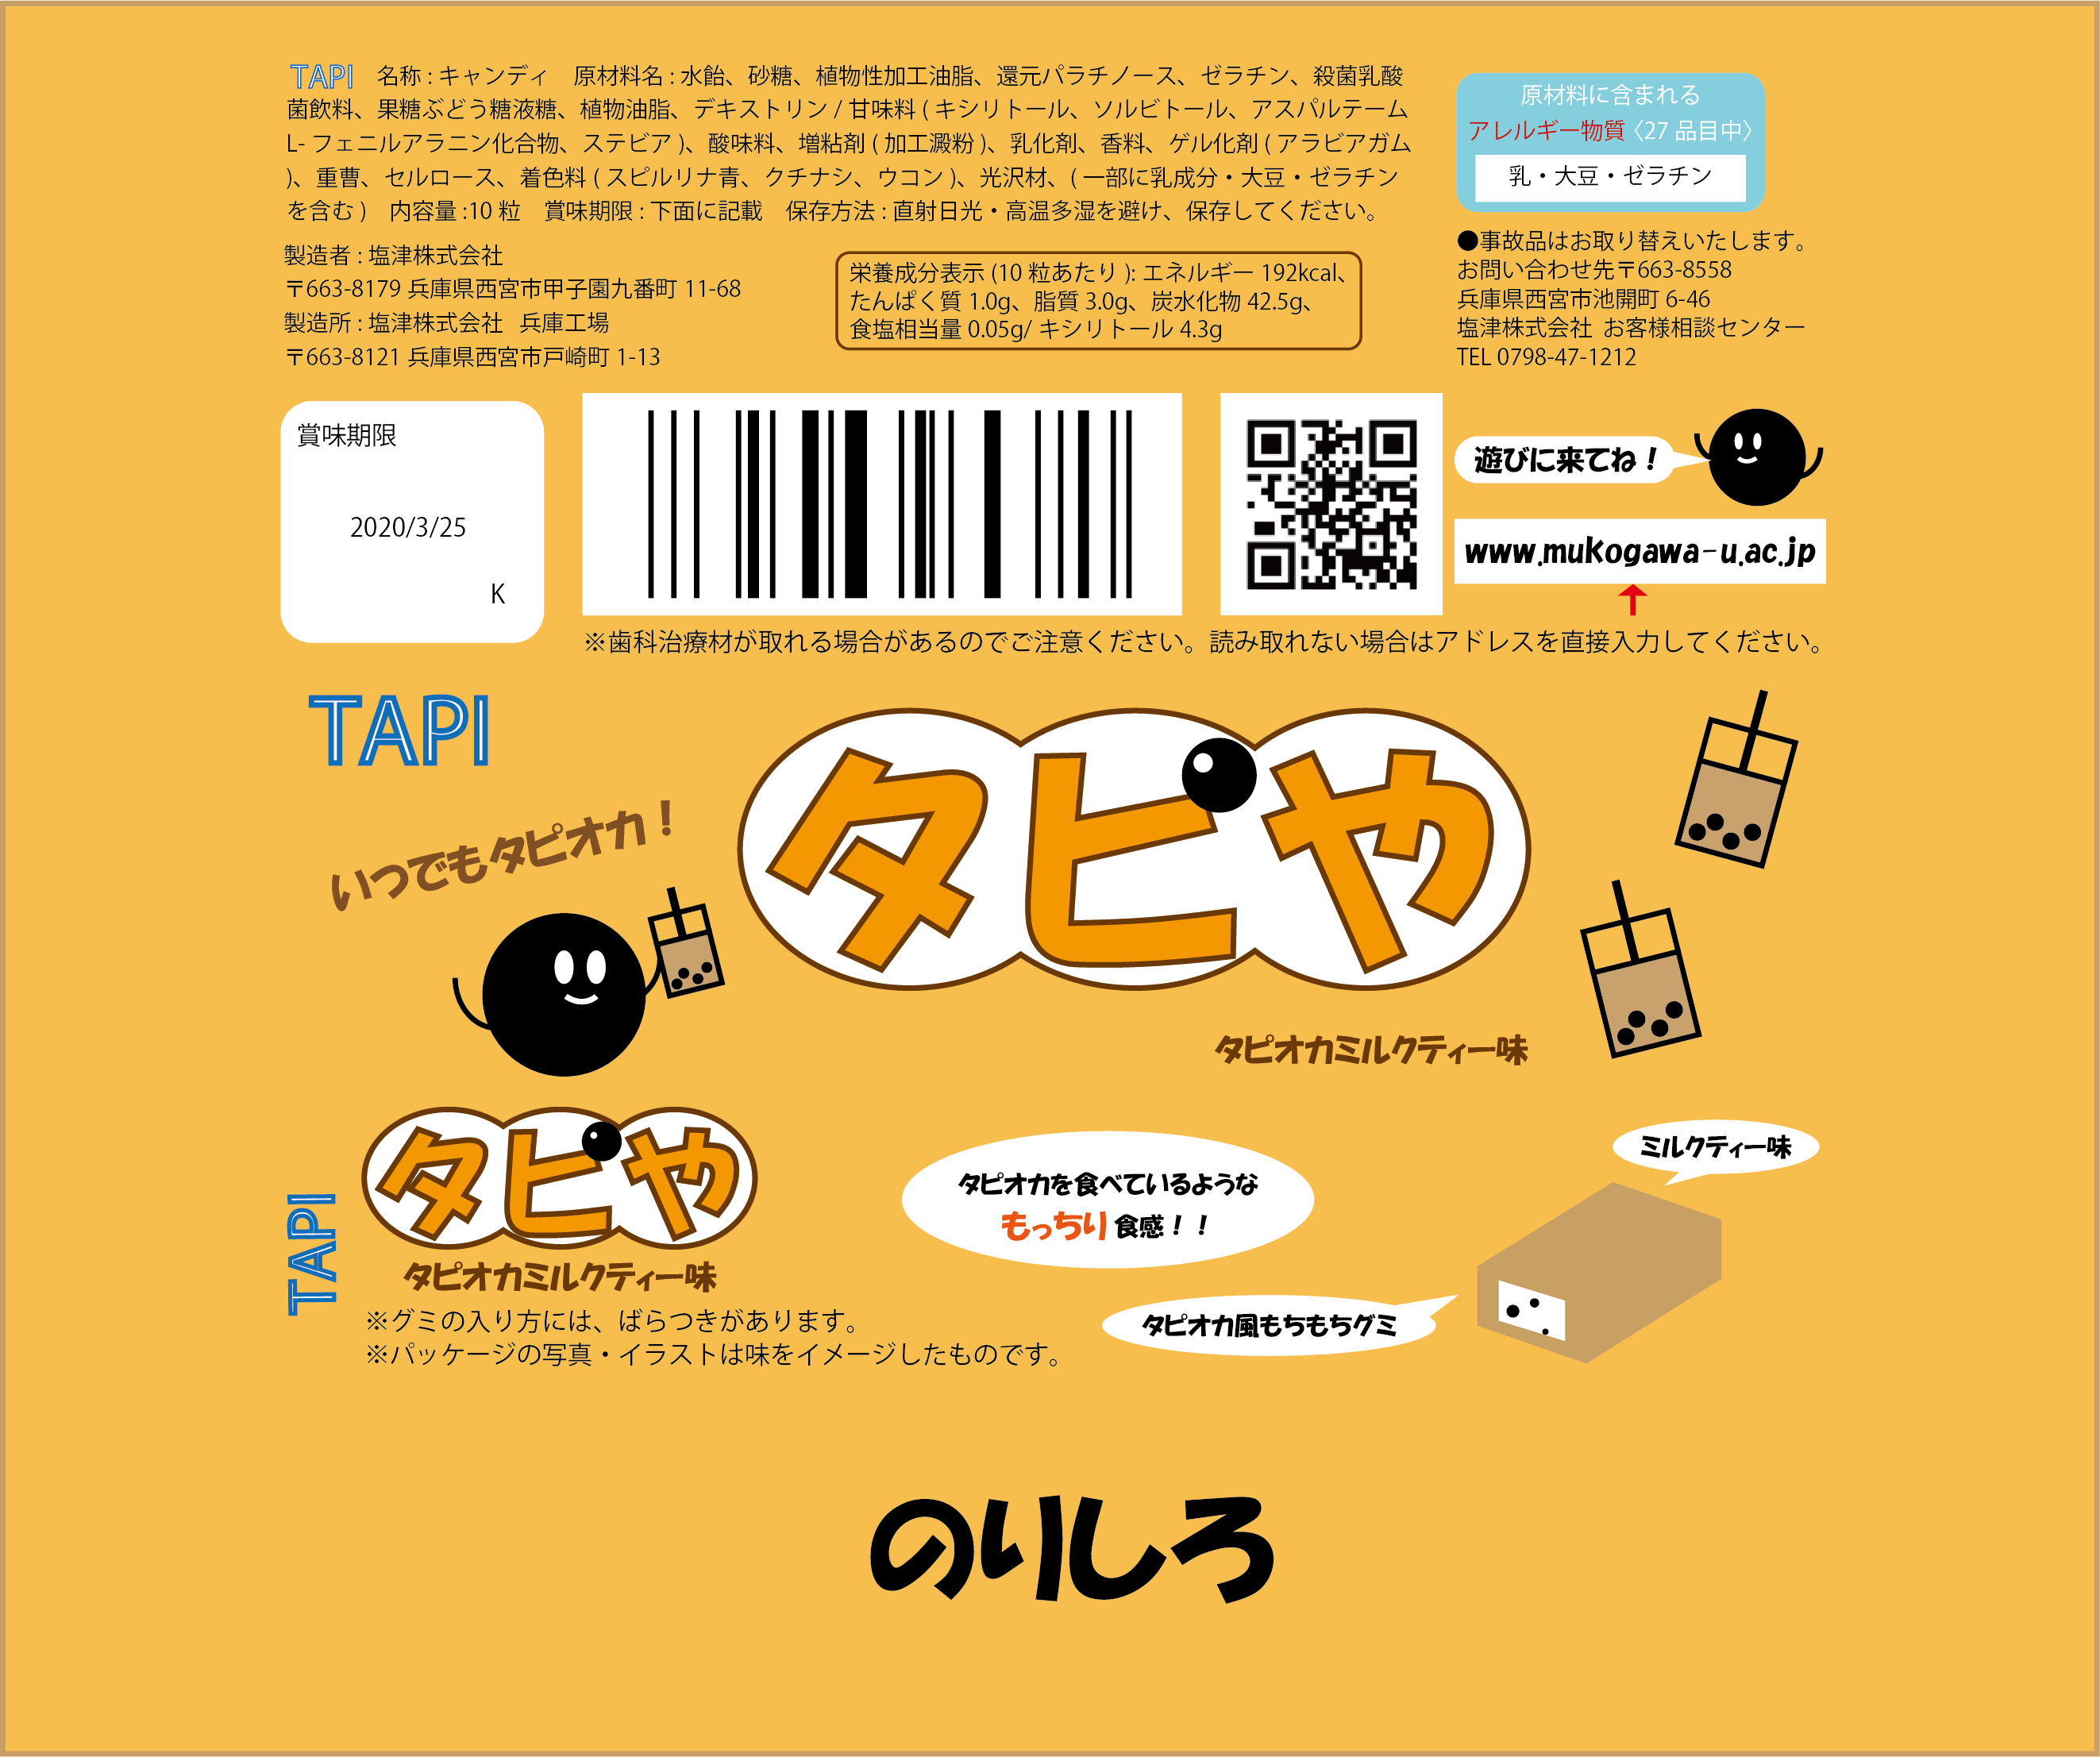 TAPI 名称 : キャンディ 原材料名 : 水飴、砂糖、植物性加工油脂、還元パラチノース、ゼラチン、殺菌乳酸
菌飲料、果糖ぶどう糖液糖、植物油脂、デキストリン / 甘味料 ( キシリトール、ソルビトール、アスパルテーム
L- フェニルアラニン化合物、ステビア )、酸味料、増粘剤 ( 加工澱粉 )、乳化剤、香料、ゲル化剤 ( アラビアガム
)、重曹、セルロース、着色料 ( スピルリナ青、クチナシ、ウコン )、光沢材、( 一部に乳成分・大豆・ゼラチン
を含む ) 内容量 :10 粒 賞味期限 : 下面に記載 保存方法 : 直射日光・高温多湿を避け、保存してください。
原材料に含まれる
アレルギー物質〈27 品目中〉
乳・大豆・ゼラチン
製造者 : 塩津株式会社
〒663-8179 兵庫県西宮市甲子園九番町 11-68
製造所 : 塩津株式会社 兵庫工場
〒663-8121 兵庫県西宮市戸崎町 1-13
栄養成分表示 (10 粒あたり ): エネルギー 192kcal、
たんぱく質 1.0g、脂質 3.0g、炭水化物 42.5g、
食塩相当量 0.05g/ キシリトール 4.3g
●事故品はお取り替えいたします。
お問い合わせ先〒663-8558
兵庫県西宮市池開町 6-46
塩津株式会社 お客様相談センター
TEL 0798-47-1212
賞味期限
2020/3/25
K
遊びに来てね！
www.mukogawa-u.ac.jp
※歯科治療材が取れる場合があるのでご注意ください。読み取れない場合はアドレスを直接入力してください。
TAPI
タピや
いつでもタピオカ！
タピオカミルクティー味
TAPI
タピや
タピオカミルクティー味
※グミの入り方には、ばらつきがあります。
※パッケージの写真・イラストは味をイメージしたものです。
タピオカを食べているような
もっちり食感！！
ミルクティー味
タピオカ風もちもちグミ
のりしろ